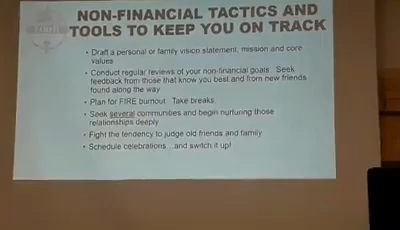 NON-FINANCIAL TACTICS AND
TOOLS TO KEEP YOU ON TRACK
• Draft a personal or family vision statement, mission and core
values
• Conduct regular reviews of your non-financial goals. Seek
feedback from those that know you best and from new friends
found along the way
• Plan for FIRE burnout. Take breaks.
• Seek several communities and begin nurturing those
relationships deeply
• Fight the tendency to judge old friends and family
• Schedule celebrations...and switch it up!